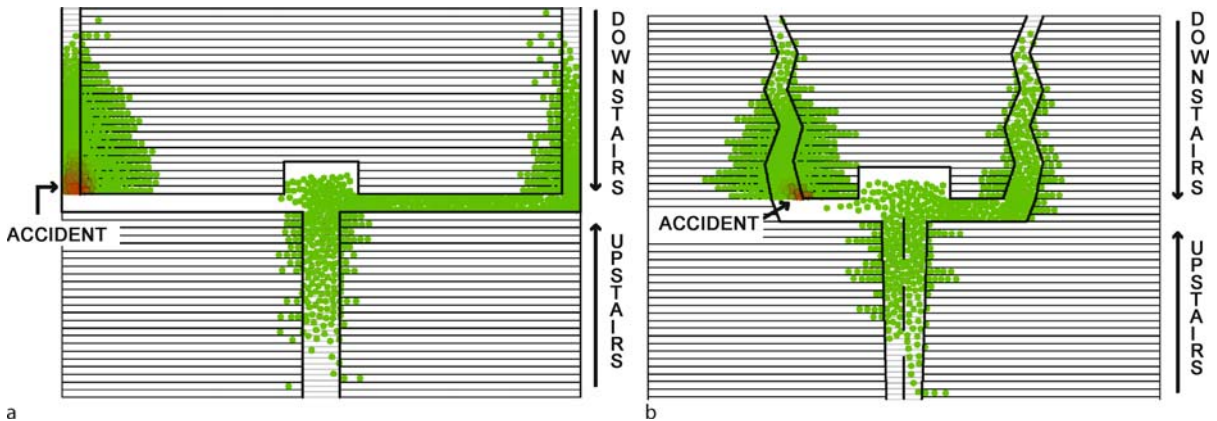 DOWNSTAIRS
ACCIDENT
UPSTAIRS
a
DOWNSTAIRS
ACCIDENT
UPSTAIRS
b